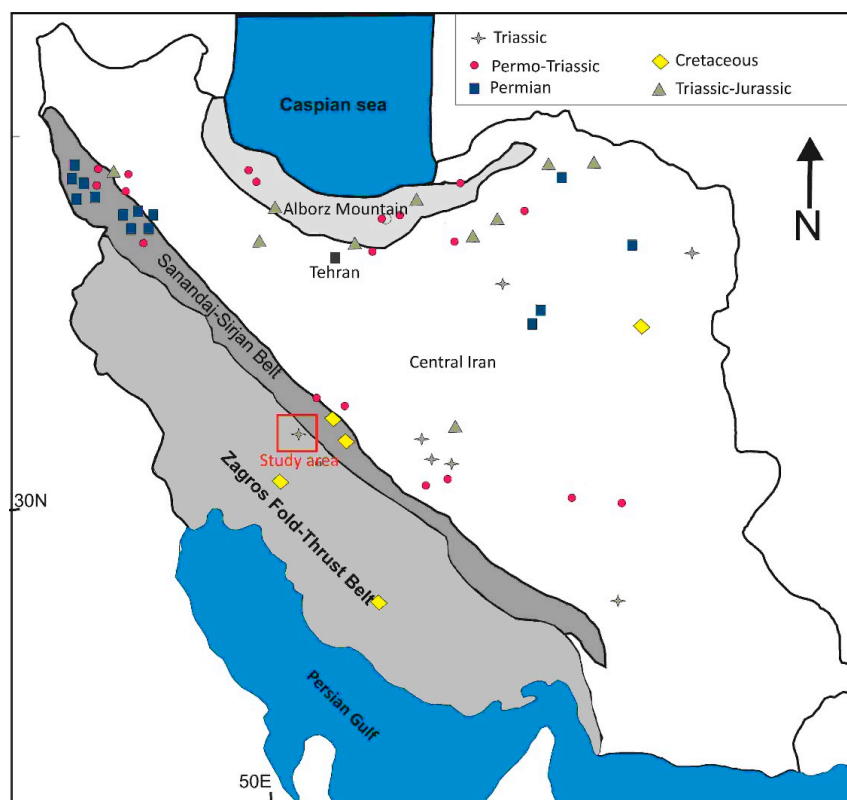 Triassic
Permo-Triassic
Permian
Cretaceous
Triassic-Jurassic
Caspian sea
N
Alborz Mountain
Tehran
Sanandaj-Sirjan Belt
Central Iran
Study area
Zagros Fold-Thrust Belt
30N
Persian Gulf
50E